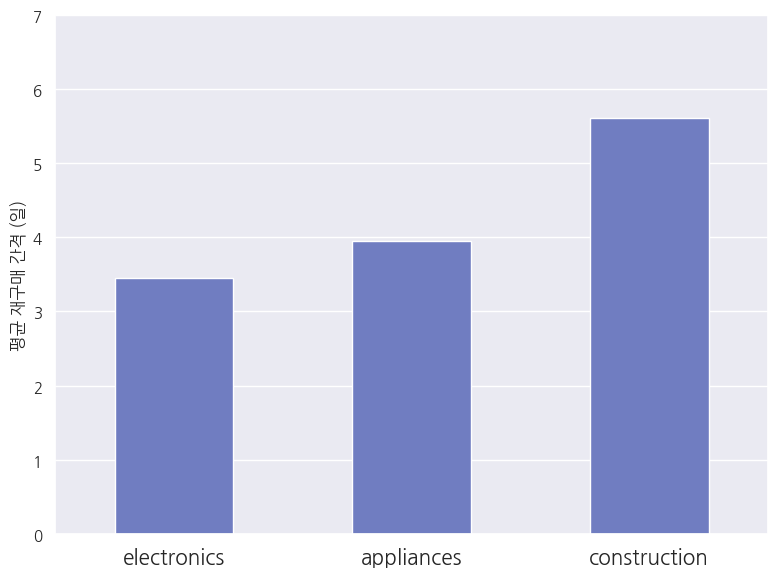 평균 재구매 간격 (일)
7
6
5
4
3
2
1
0
electronics
appliances
construction